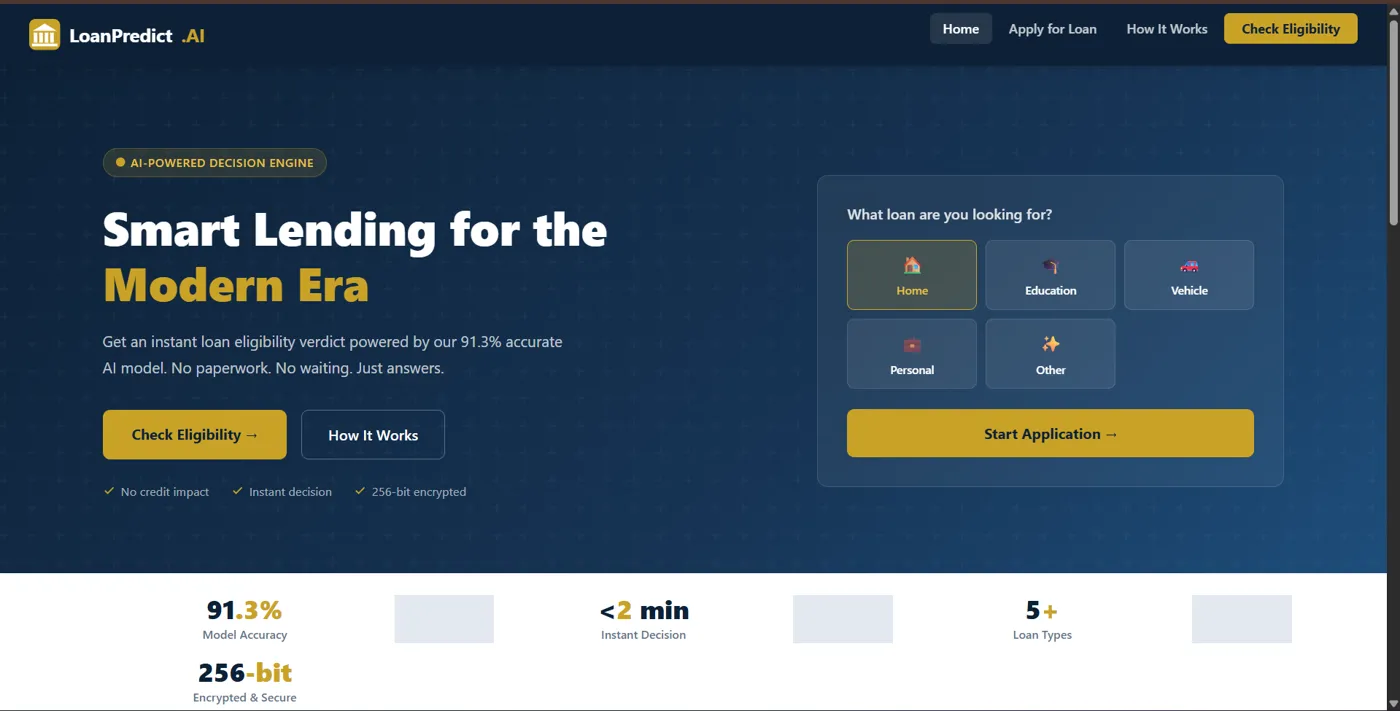 LoanPredict .AI
Home
Apply for Loan
How It Works
Check Eligibility
AI-POWERED DECISION ENGINE
Smart Lending for the
Modern Era
Get an instant loan eligibility verdict powered by our 91.3% accurate
AI model. No paperwork. No waiting. Just answers.
Check Eligibility →
How It Works
✓ No credit impact
✓ Instant decision
✓ 256-bit encrypted
What loan are you looking for?
Home
Education
Vehicle
Personal
Other
Start Application →
91.3%
Model Accuracy
<2 min
Instant Decision
5+
Loan Types
256-bit
Encrypted & Secure